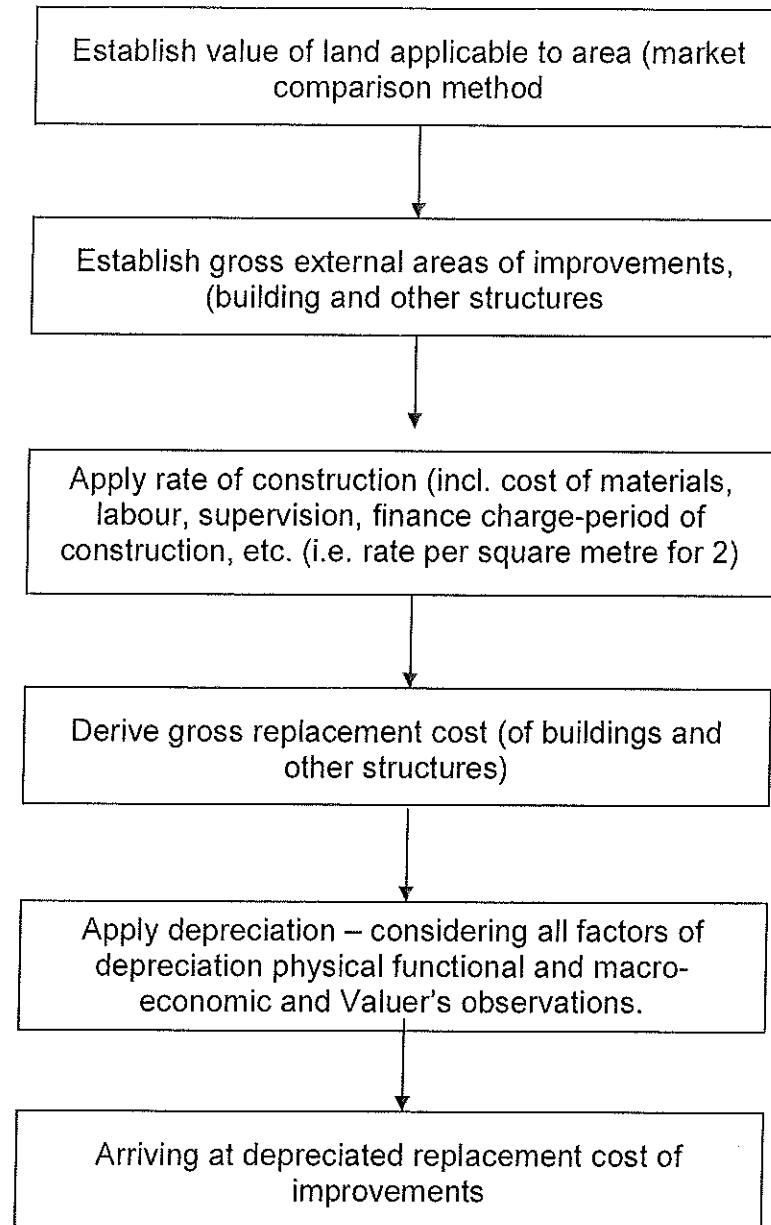 Establish value of land applicable to area (market
comparison method
Establish gross external areas of improvements,
(building and other structures
Apply rate of construction (incl. cost of materials,
labour, supervision, finance charge-period of
construction, etc. (i.e. rate per square metre for 2)
Derive gross replacement cost (of buildings and
other structures)
Apply depreciation – considering all factors of
depreciation physical functional and macro-
economic and Valuer's observations.
Arriving at depreciated replacement cost of
improvements